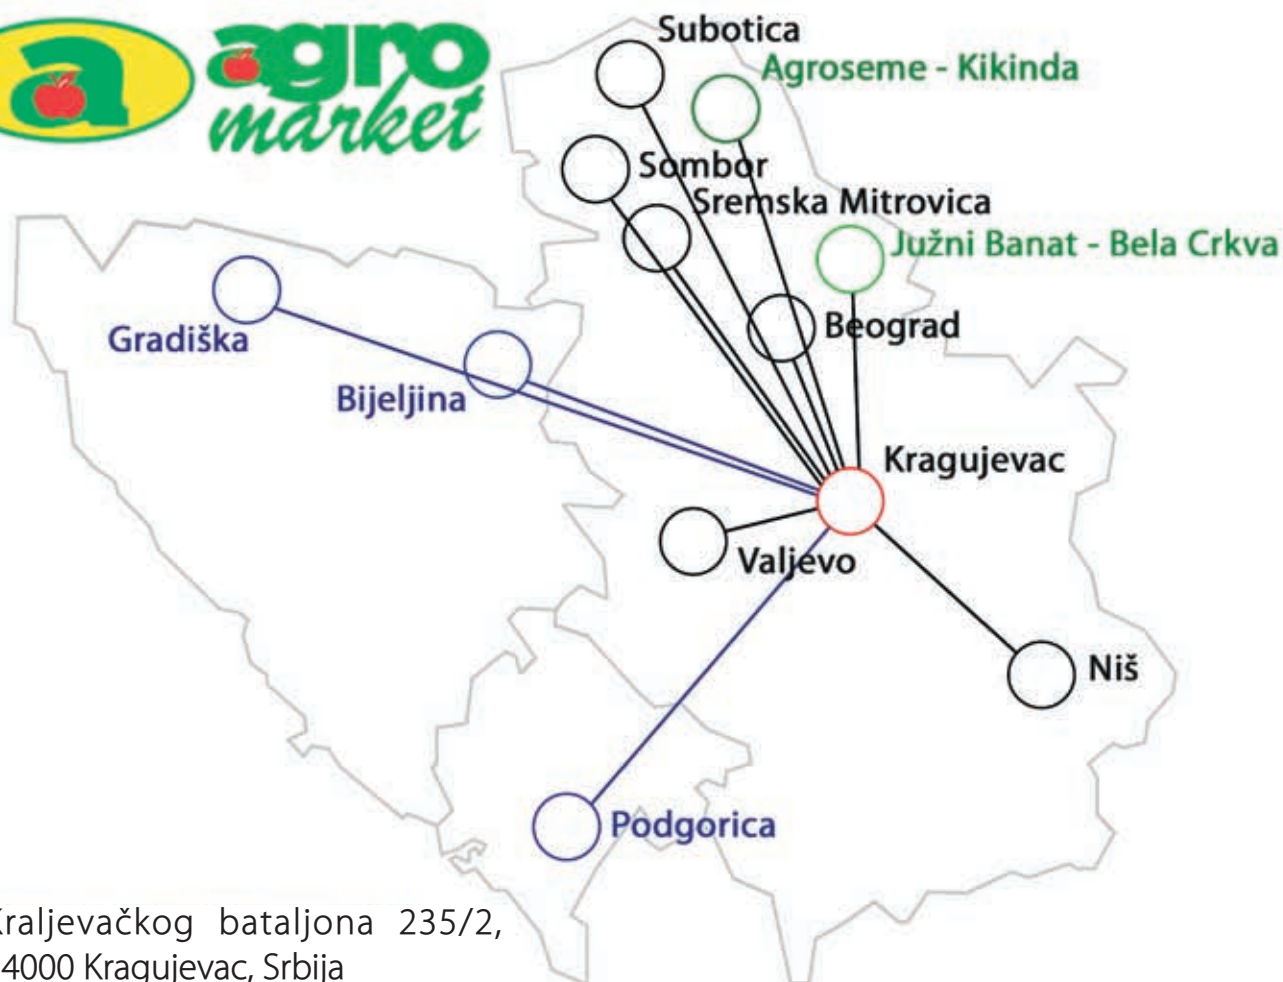 a agro
market
Subotica
Agroseme - Kikinda
Sombor
Sremska Mitrovica
Južni Banat - Bela Crkva
Gradiška
Beograd
Bijeljina
Kragujevac
Valjevo
Niš
Podgorica
Kraljevačkog bataljona 235/2,
4000 Kragujevac, Srbija